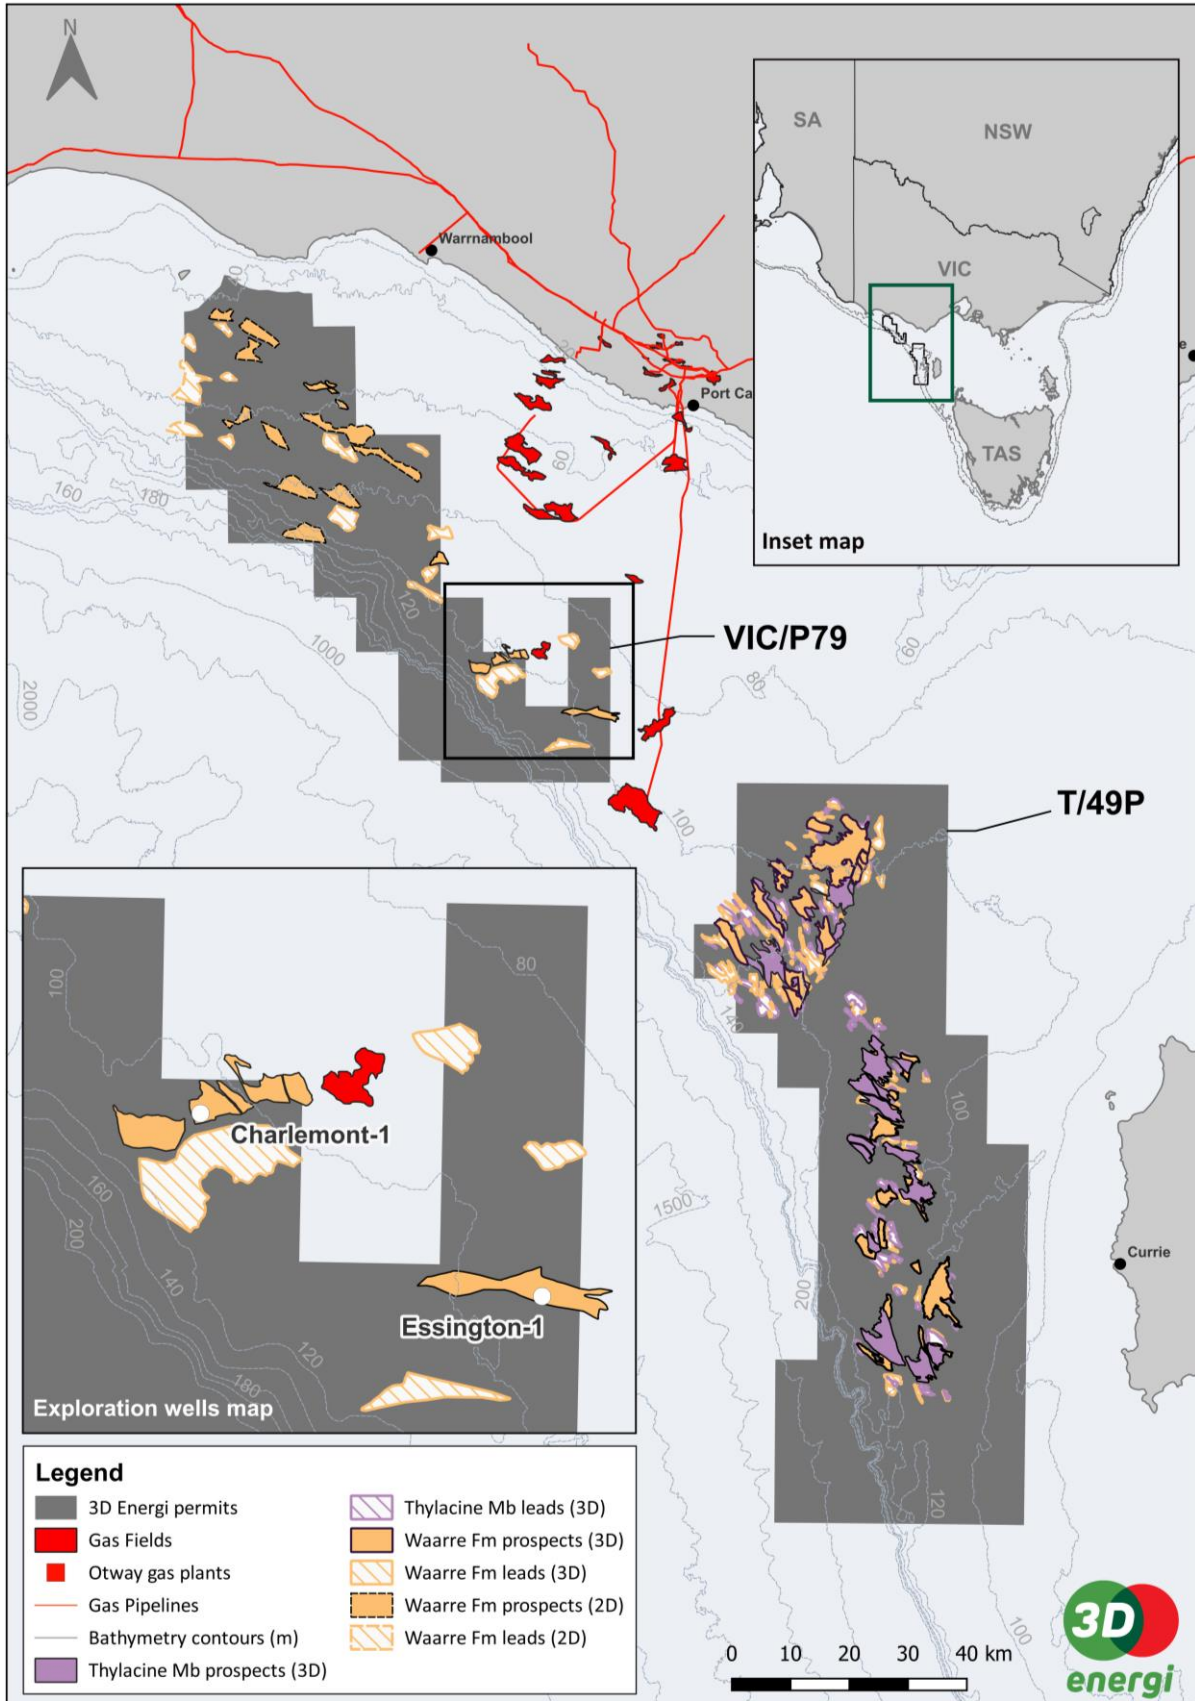 N
Warrnambool
Port Ca
20
60
160
180
120
1000
2000
VIC/P79
60
80
100
T/49P
SA
NSW
VIC
TAS
Inset map
e
140
100
1500
200
Currie
120
100
100
80
Charlemont-1
160
200
140
Essington-1
120
180
Exploration wells map
Legend
3D Energi permits
Gas Fields
Otway gas plants
Gas Pipelines
Bathymetry contours (m)
Thylacine Mb prospects (3D)
Thylacine Mb leads (3D)
Waarre Fm prospects (3D)
Waarre Fm leads (3D)
Waarre Fm prospects (2D)
Waarre Fm leads (2D)
0 10 20 30 40 km
3D
energi